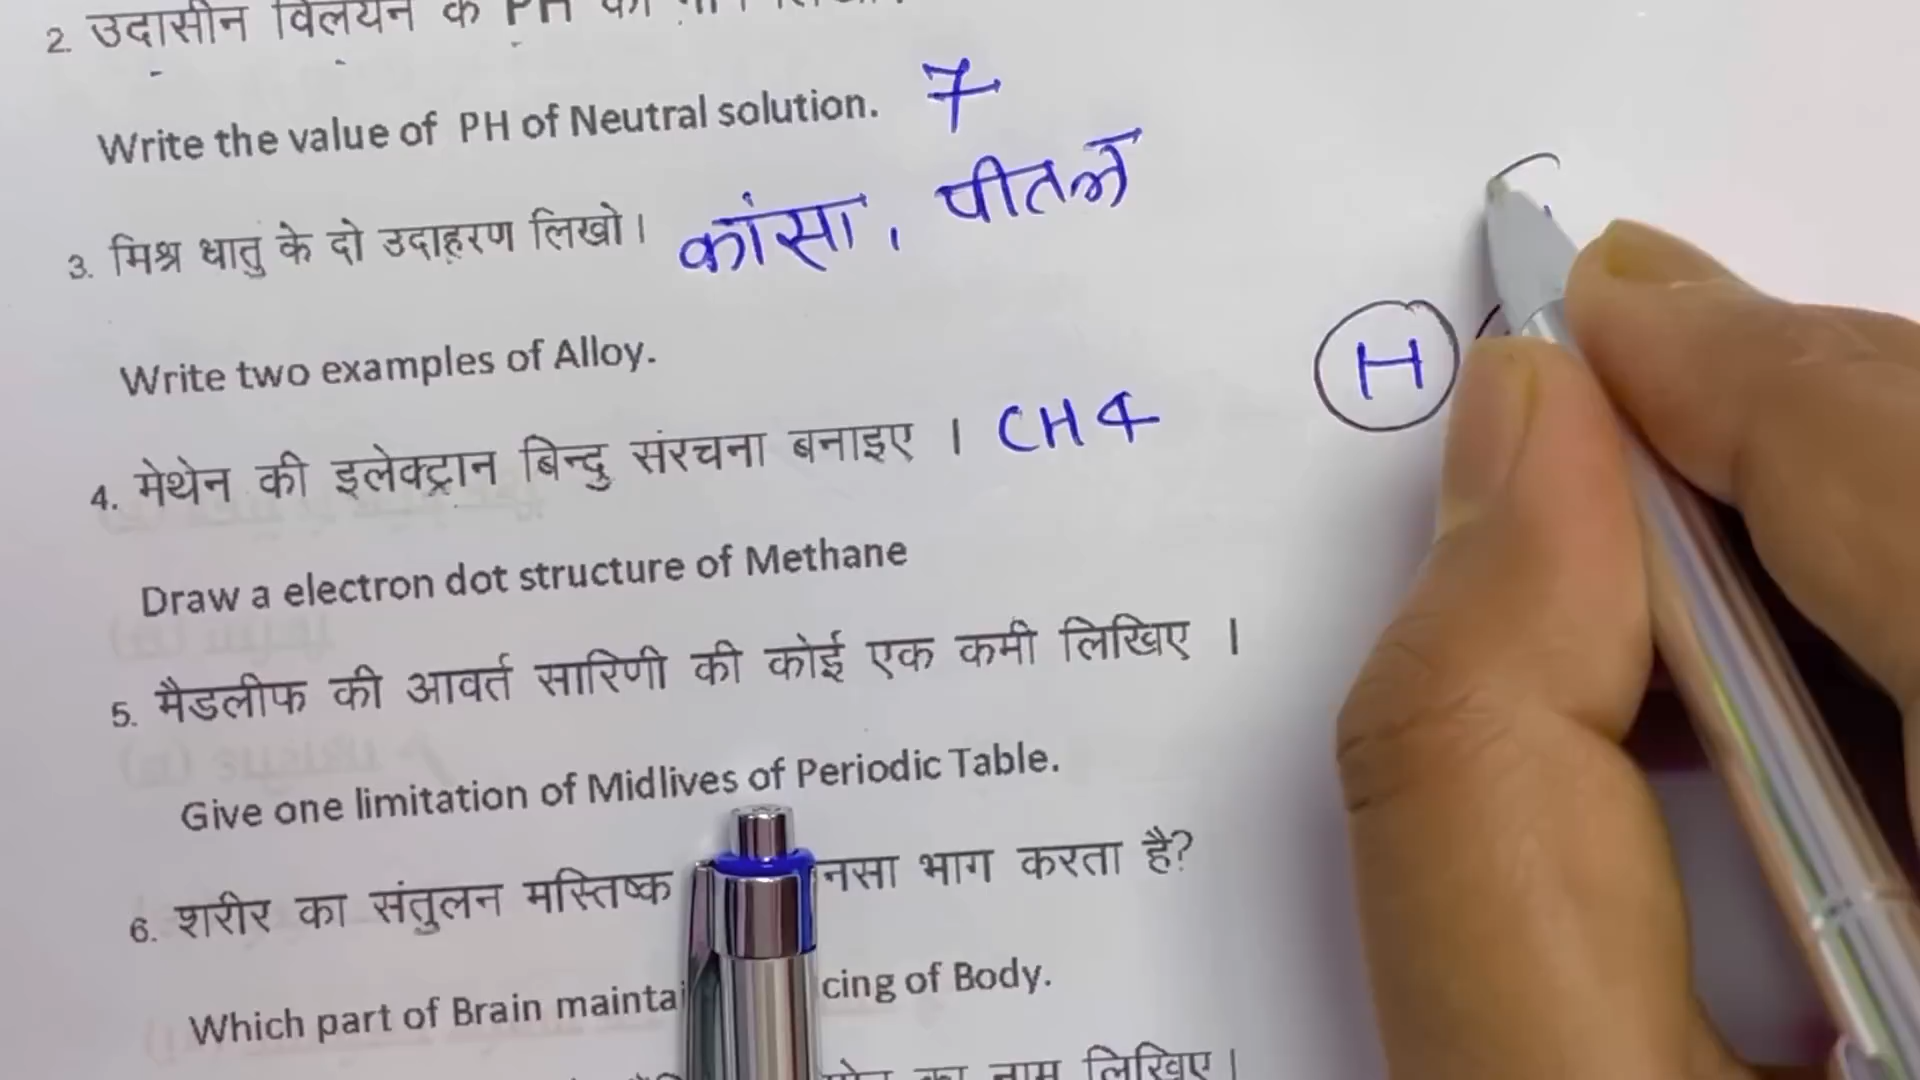 2. उदासीन विलयन के PH का
Write the value of PH of Neutral solution. 7
3. मिश्र धातु के दो उदाहरण लिखो। कांसा, पीतल
Write two examples of Alloy.
H
4. मेथेन की इलेक्ट्रान बिन्दु संरचना बनाइए । CH4
Draw a electron dot structure of Methane
5. मैडलीफ की आवर्त सारिणी की कोई एक कमी लिखिए ।
Give one limitation of Midlives of Periodic Table.
6. शरीर का संतुलन मस्तिष्क नसा भाग करता है?
Which part of Brain maintai cing of Body.
का नाम लिखिए।